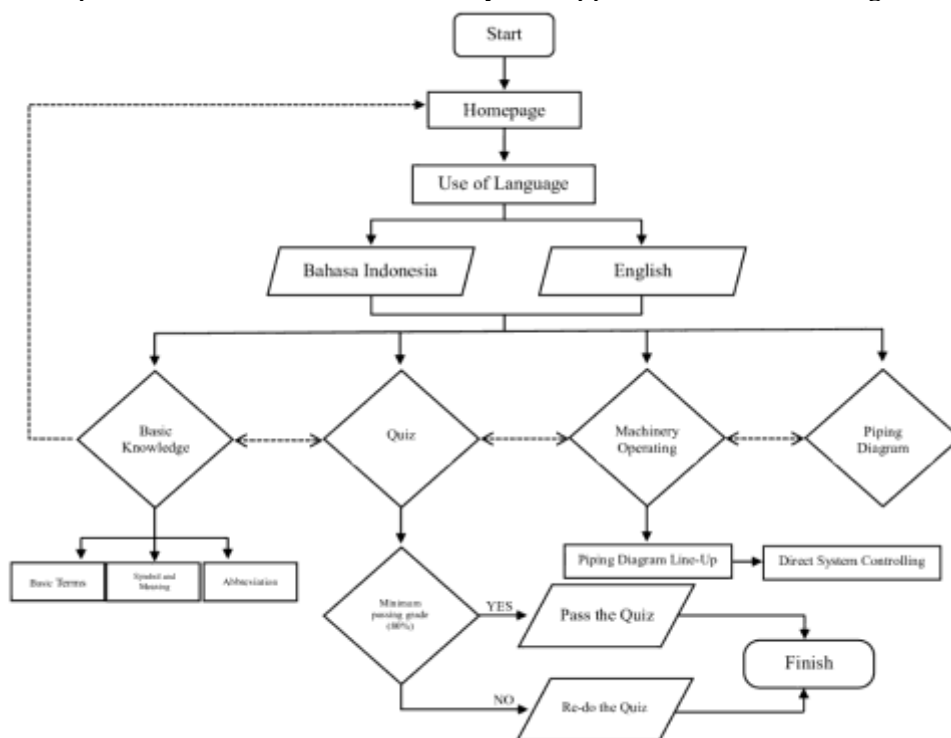 Start
Homepage
Use of Language
Bahasa Indonesia
English
Basic
Knowledge
Quiz
Machinery
Operating
Piping
Diagram
Basic Terms
Symbol and
Meaning
Abbreviation
Piping Diagram Line-Up
Direct System Controlling
Minimum
passing grade
(80%)
YES
Pass the Quiz
Finish
NO
Re-do the Quiz